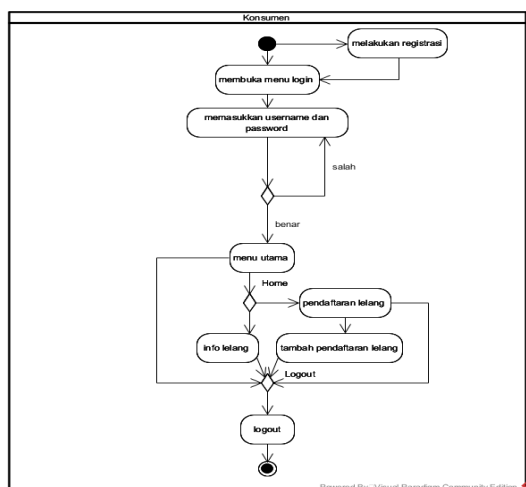 Konsumen
melakukan registrasi
membuka menu login
memasukkan username dan
password
salah
benar
menu utama
Home
pendaftaran lelang
info lelang
tambah pendaftaran lelang
Logout
logout
Powered By Visual Paradigm Community Edition